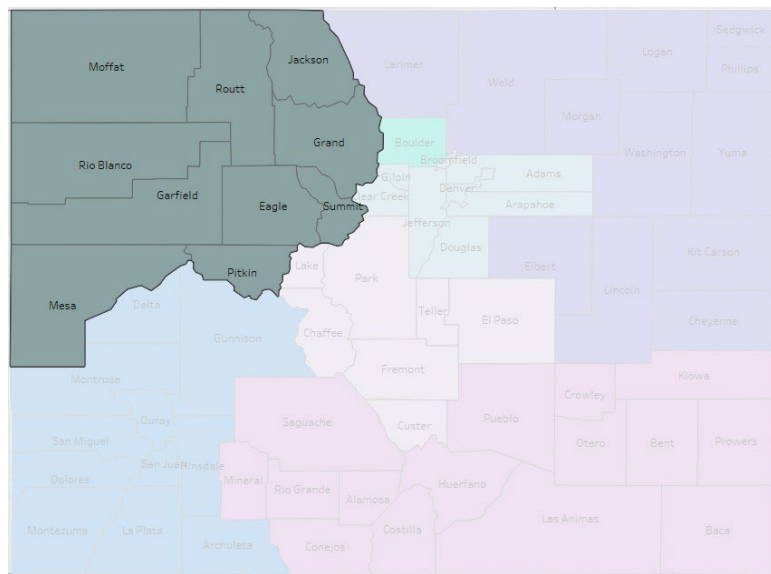 Sedgwick
Logan
Jackson
Larimer
Moffat
Phillips
Weld
Routt
Morgan
Grand
Boulder
Washington
Yuma
Broomfield
Rio Blanco
Adams
Gilpin
Denver
Garfield
Clear Creek
Arapahoe
Eagle
Summit
Jefferson
Douglas
Kit Carson
Elbert
Lake
Pitkin
Park
Lincoln
Mesa
Delta
Teller
El Paso
Cheyenne
Chaffee
Gunnison
Fremont
Kiowa
Montrose
Crowley
Pueblo
Ouray
Saguache
Custer
San Miguel
Otero
Bent
Prowers
San Juan
Hinsdale
Dolores
Mineral
Huerfano
Rio Grande
Alamosa
Las Animas
Montezuma
La Plata
Costilla
Baca
Archuleta
Conejos